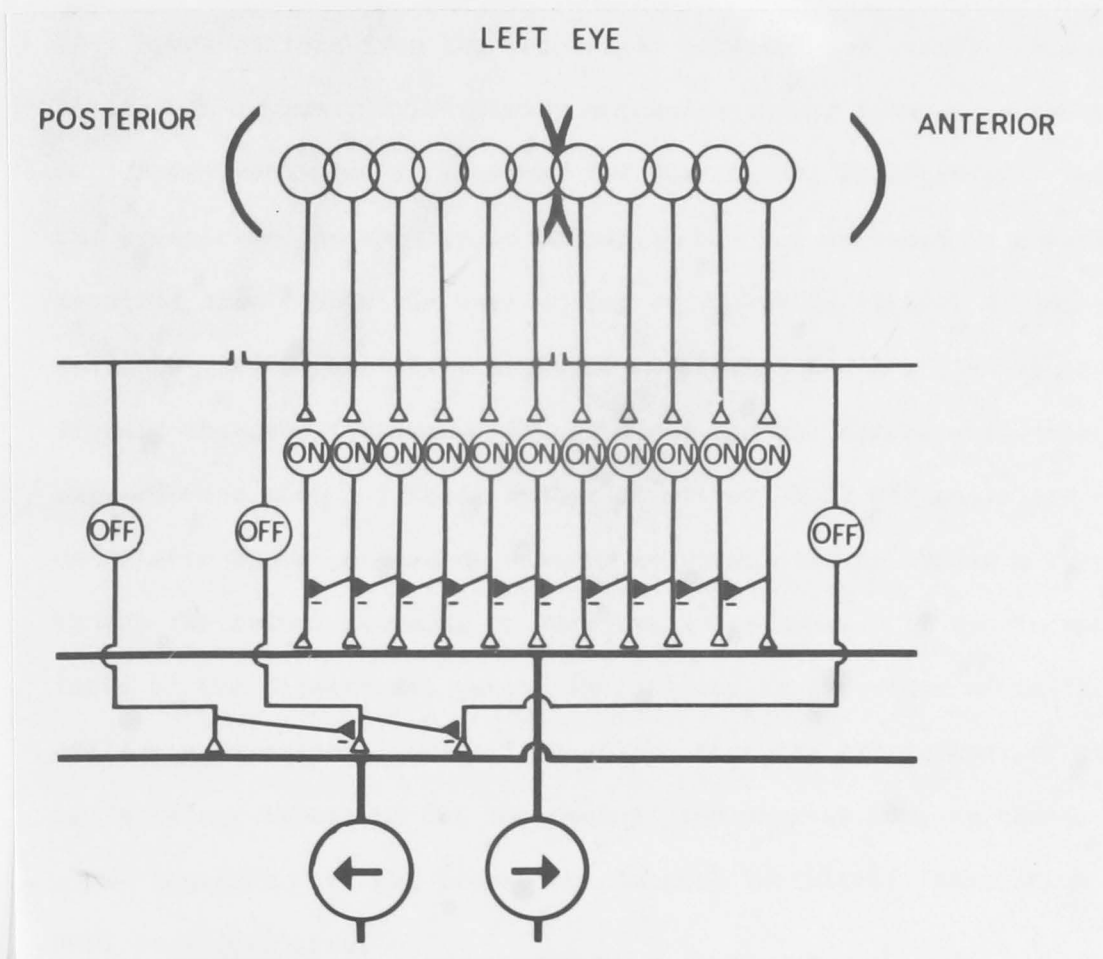 LEFT EYE
POSTERIOR ANTERIOR
ON ON ON ON ON ON ON ON ON ON ON
OFF OFF OFF
- - - - - - - - - -
- -